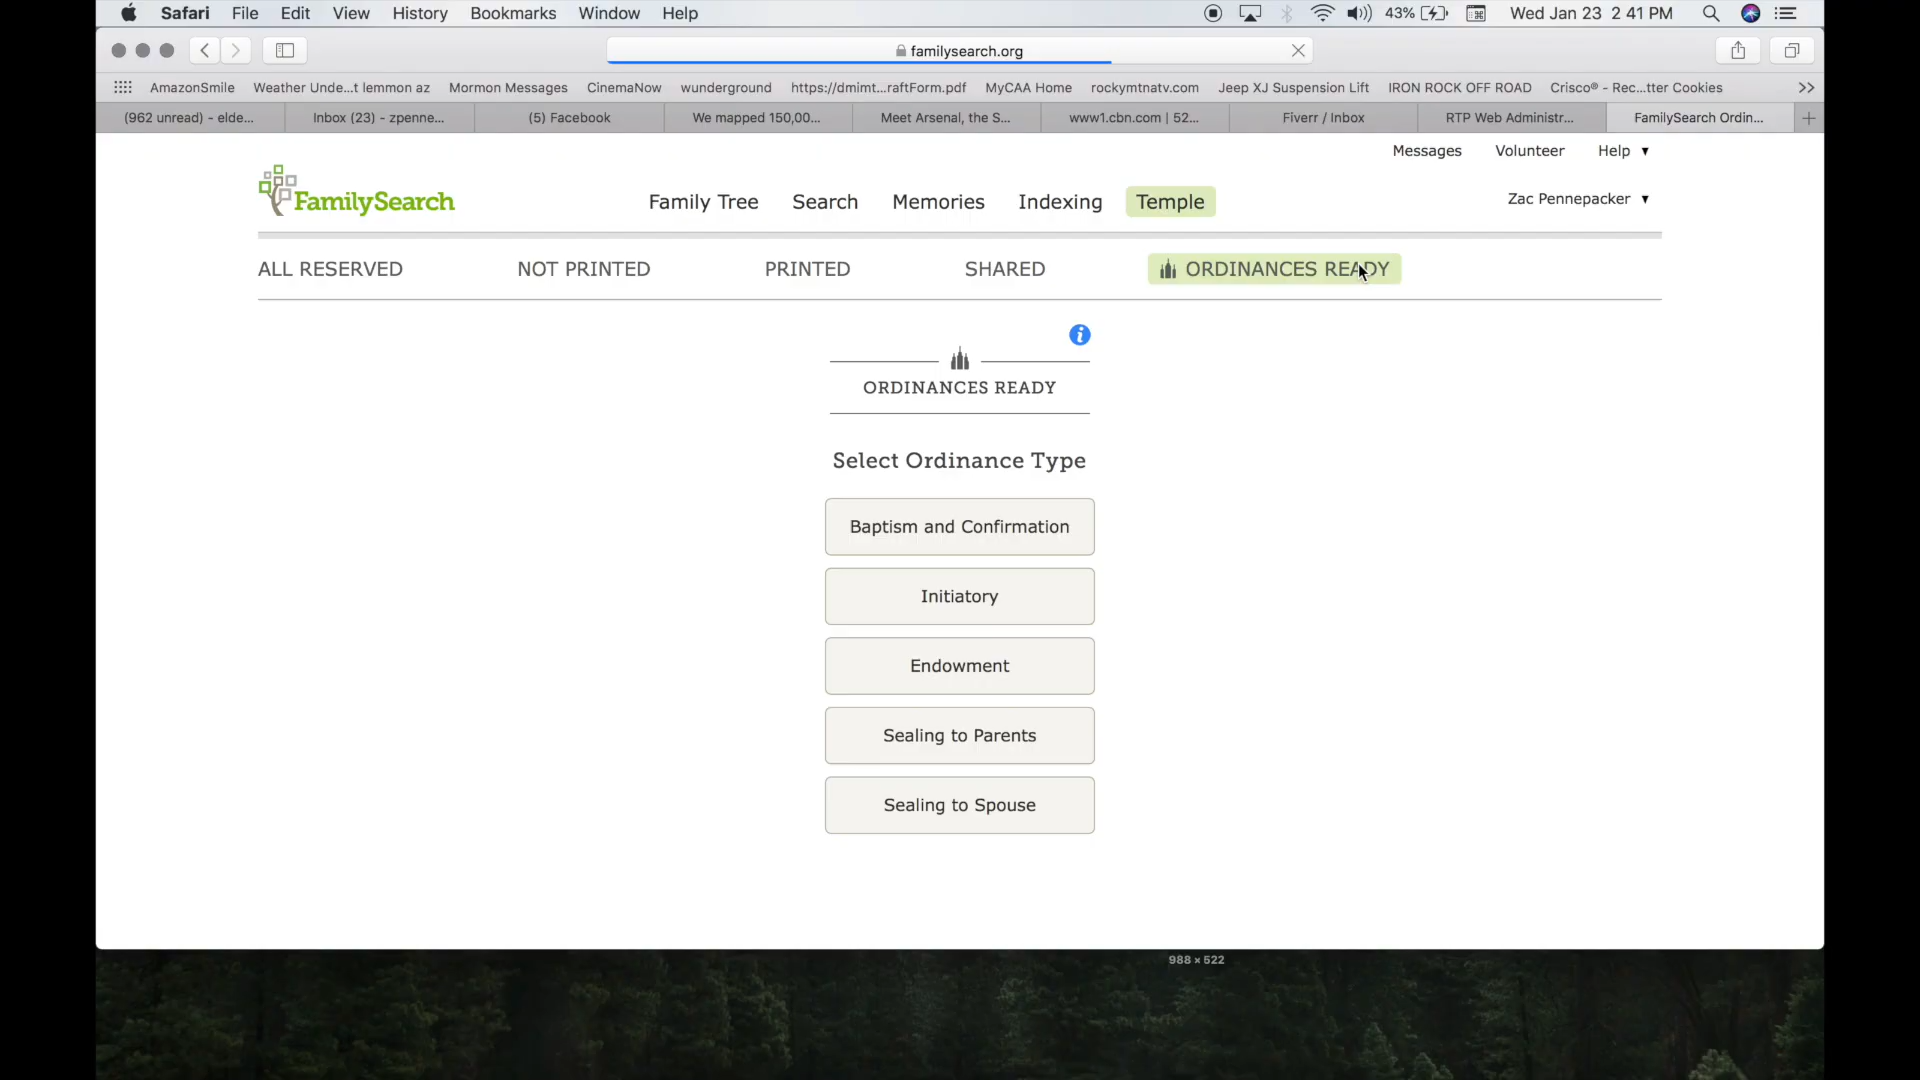 Safari File Edit View History Bookmarks Window Help 43% Wed Jan 23 2 41 PM
familysearch.org
AmazonSmile Weather Unde...t lemmon az Mormon Messages CinemaNow wunderground https://dmimt...raftForm.pdf MyCAA Home rockymtnatv.com Jeep XJ Suspension Lift IRON ROCK OFF ROAD Crisco® - Rec...tter Cookies
(962 unread) - elde... Inbox (23) - zpenne... (5) Facebook We mapped 150,00... Meet Arsenal, the S... www1.cbn.com | 52... Fiverr / Inbox RTP Web Administr... FamilySearch Ordin...
Messages Volunteer Help
FamilySearch Family Tree Search Memories Indexing Temple Zac Pennepacker
ALL RESERVED NOT PRINTED PRINTED SHARED ORDINANCES READY
i
ORDINANCES READY
Select Ordinance Type
Baptism and Confirmation
Initiatory
Endowment
Sealing to Parents
Sealing to Spouse
988 × 522